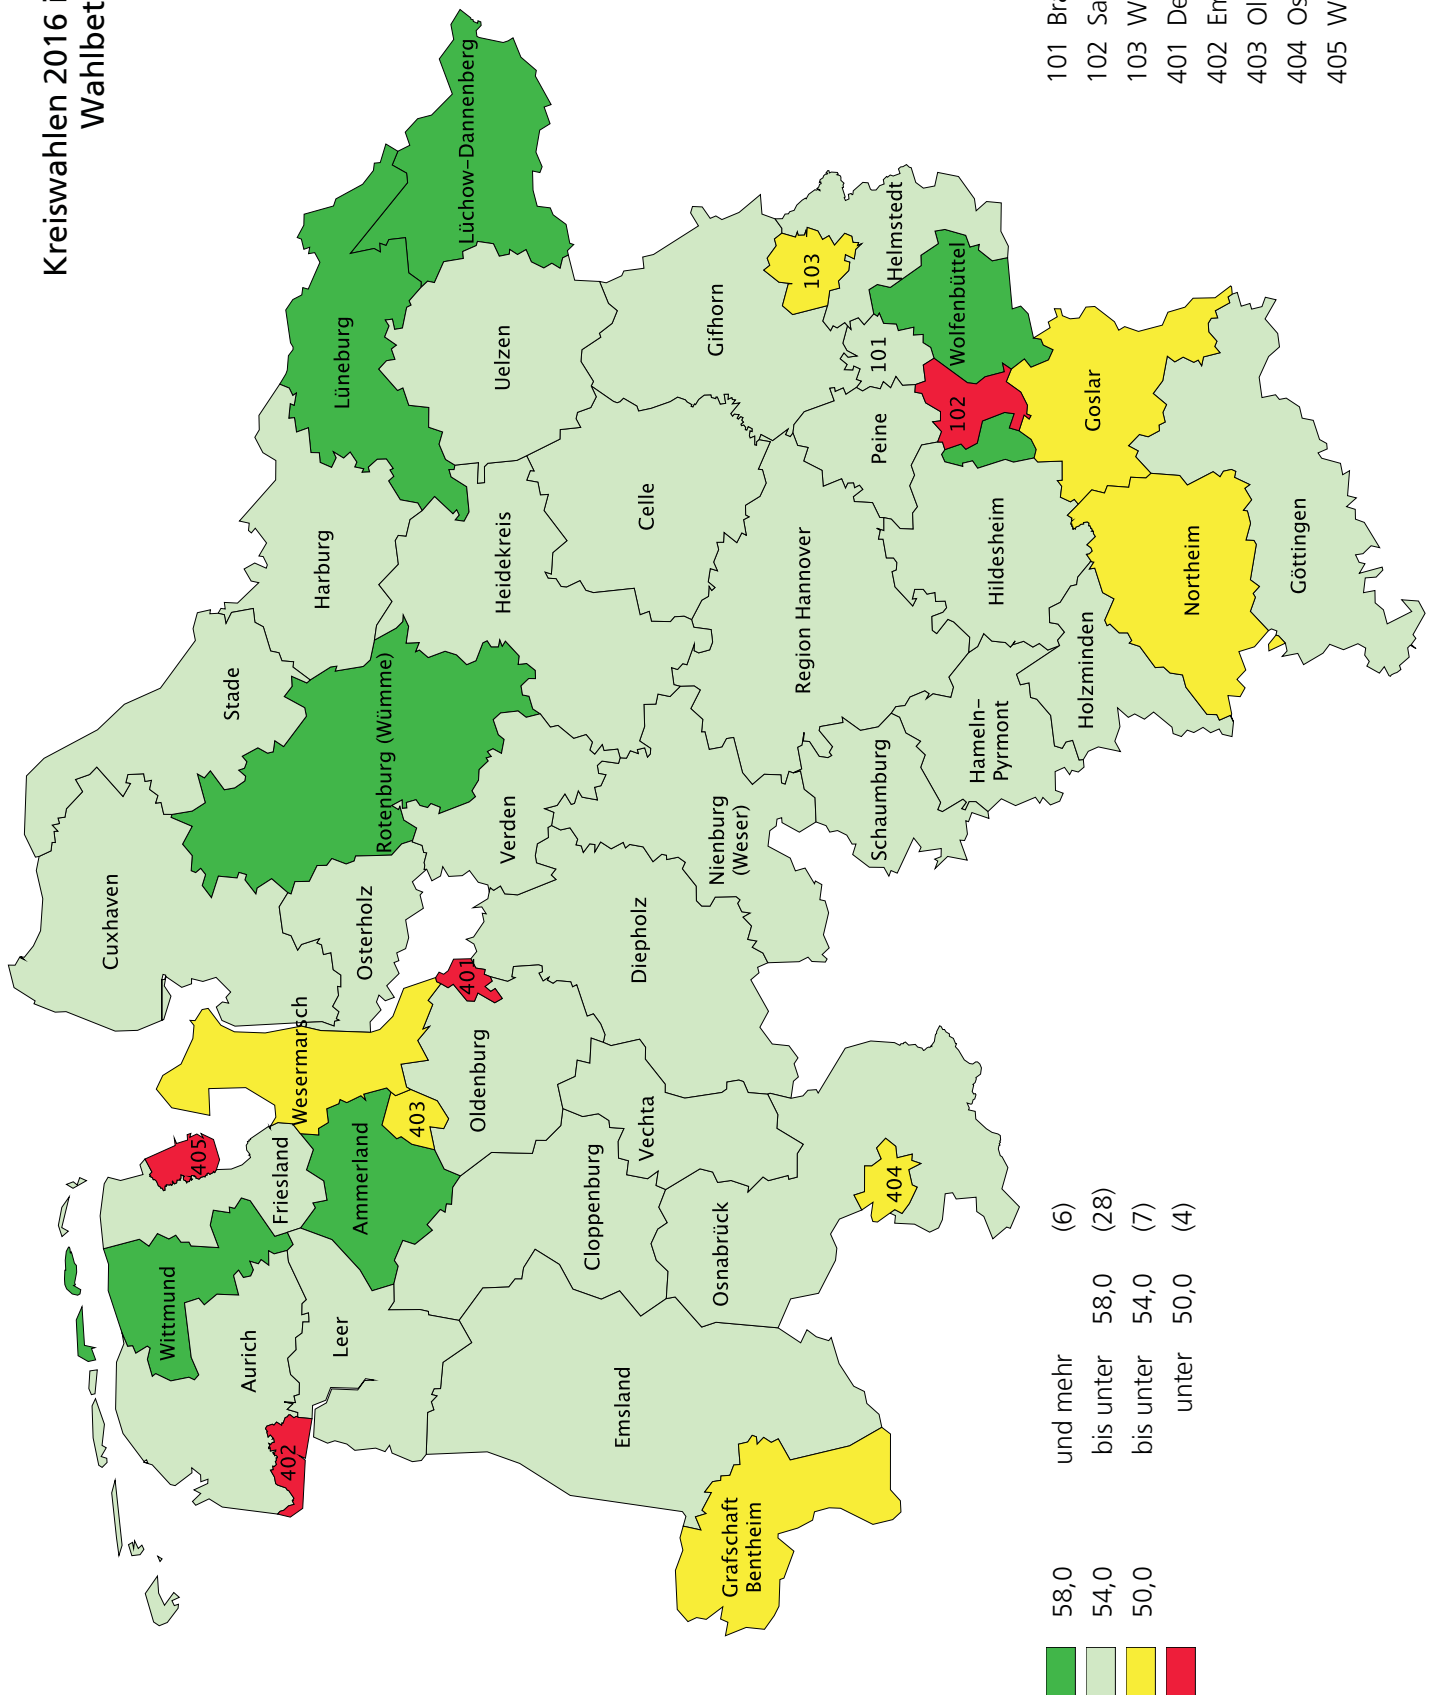 Kreiswahlen 2016 i
Wahlbet
Lüchow–Dannenberg
Lüneburg
Uelzen
Harburg
Heidekreis
Celle
Gifhorn
Helmstedt
Wolfenbüttel
101
102
103
Peine
Goslar
Göttingen
Northeim
Hildesheim
Holzminden
Hameln–
Pyrmont
Region Hannover
Schaumburg
Nienburg
(Weser)
Stade
Rotenburg (Wümme)
Verden
Cuxhaven
Osterholz
Diepholz
401
Wesermarsch
Oldenburg
403
Ammerland
405
Friesland
Vechta
Cloppenburg
Osnabrück
404
Wittmund
Aurich
Leer
402
Emsland
Grafschaft
Bentheim
58,0 und mehr (6)
54,0 bis unter 58,0 (28)
50,0 bis unter 54,0 (7)
unter 50,0 (4)
101 Bra
102 Sa
103 W
401 De
402 Em
403 Ol
404 Os
405 W